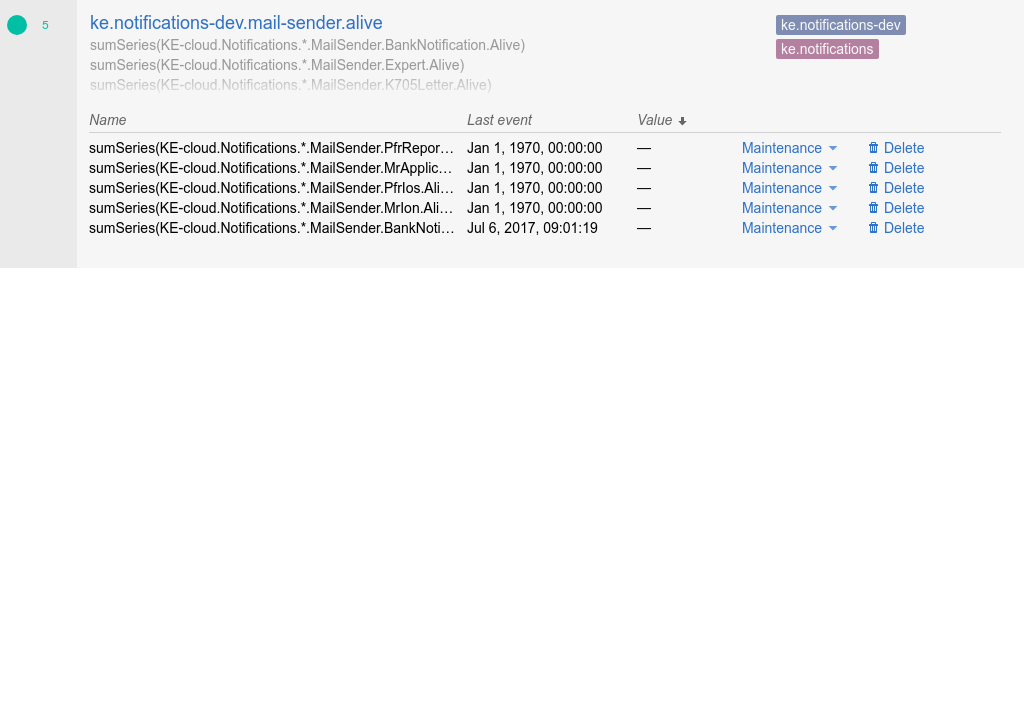 5
ke.notifications-dev.mail-sender.alive
ke.notifications-dev
sumSeries(KE-cloud.Notifications.*.MailSender.BankNotification.Alive)
ke.notifications
sumSeries(KE-cloud.Notifications.*.MailSender.Expert.Alive)
sumSeries(KE-cloud.Notifications.*.MailSender.K705Letter.Alive)
Name Last event Value
sumSeries(KE-cloud.Notifications.*.MailSender.PfrRepor… Jan 1, 1970, 00:00:00 — Maintenance Delete
sumSeries(KE-cloud.Notifications.*.MailSender.MrApplic… Jan 1, 1970, 00:00:00 — Maintenance Delete
sumSeries(KE-cloud.Notifications.*.MailSender.PfrIos.Ali… Jan 1, 1970, 00:00:00 — Maintenance Delete
sumSeries(KE-cloud.Notifications.*.MailSender.MrIon.Ali… Jan 1, 1970, 00:00:00 — Maintenance Delete
sumSeries(KE-cloud.Notifications.*.MailSender.BankNoti… Jul 6, 2017, 09:01:19 — Maintenance Delete